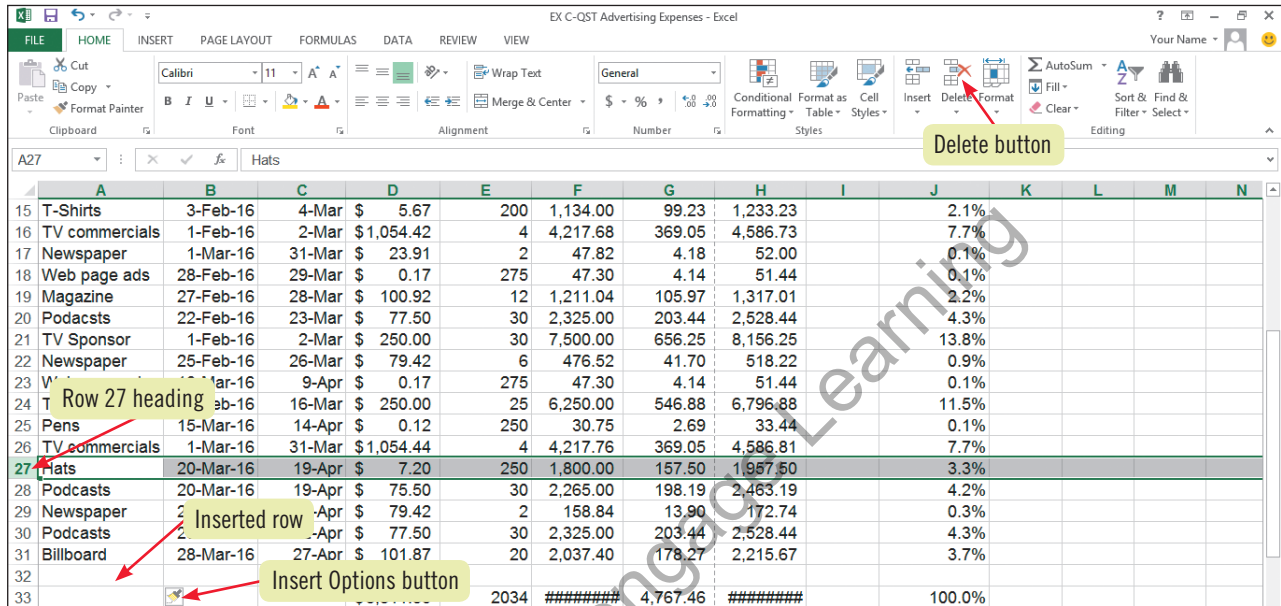 EX C-QST Advertising Expenses - Excel
FILE HOME INSERT PAGE LAYOUT FORMULAS DATA REVIEW VIEW Your Name
Cut
Copy
Format Painter
Paste
Clipboard
Calibri 11
B I U
Font
Wrap Text
Merge & Center
Alignment
General
$ % ,
Number
Conditional Formatting
Format as Table
Cell Styles
Styles
Insert Delete Format
AutoSum
Fill
Clear
Sort & Filter
Find & Select
Editing
Delete button
A27 fx Hats
A B C D E F G H I J K L M N
15 T-Shirts 3-Feb-16 4-Mar $ 5.67 200 1,134.00 99.23 1,233.23 2.1%
16 TV commercials 1-Feb-16 2-Mar $1,054.42 4 4,217.68 369.05 4,586.73 7.7%
17 Newspaper 1-Mar-16 31-Mar $ 23.91 2 47.82 4.18 52.00 0.1%
18 Web page ads 28-Feb-16 29-Mar $ 0.17 275 47.30 4.14 51.44 0.1%
19 Magazine 27-Feb-16 28-Mar $ 100.92 12 1,211.04 105.97 1,317.01 2.2%
20 Podacsts 22-Feb-16 23-Mar $ 77.50 30 2,325.00 203.44 2,528.44 4.3%
21 TV Sponsor 1-Feb-16 2-Mar $ 250.00 30 7,500.00 656.25 8,156.25 13.8%
22 Newspaper 25-Feb-16 26-Mar $ 79.42 6 476.52 41.70 518.22 0.9%
23 9-Apr $ 0.17 275 47.30 4.14 51.44 0.1%
24 16-Mar $ 250.00 25 6,250.00 546.88 6,796.88 11.5%
Row 27 heading
25 Pens 15-Mar-16 14-Apr $ 0.12 250 30.75 2.69 33.44 0.1%
26 TV commercials 1-Mar-16 31-Mar $1,054.44 4 4,217.76 369.05 4,586.81 7.7%
27 Hats 20-Mar-16 19-Apr $ 7.20 250 1,800.00 157.50 1,957.50 3.3%
28 Podcasts 20-Mar-16 19-Apr $ 75.50 30 2,265.00 198.19 2,463.19 4.2%
29 Newspaper -Apr $ 79.42 2 158.84 13.90 172.74 0.3%
Inserted row
30 Podcasts -Apr $ 77.50 30 2,325.00 203.44 2,528.44 4.3%
31 Billboard 28-Mar-16 27-Apr $ 101.87 20 2,037.40 178.27 2,215.67 3.7%
32
Insert Options button
33 2034 ######## 4,767.46 ######## 100.0%
engage Learning